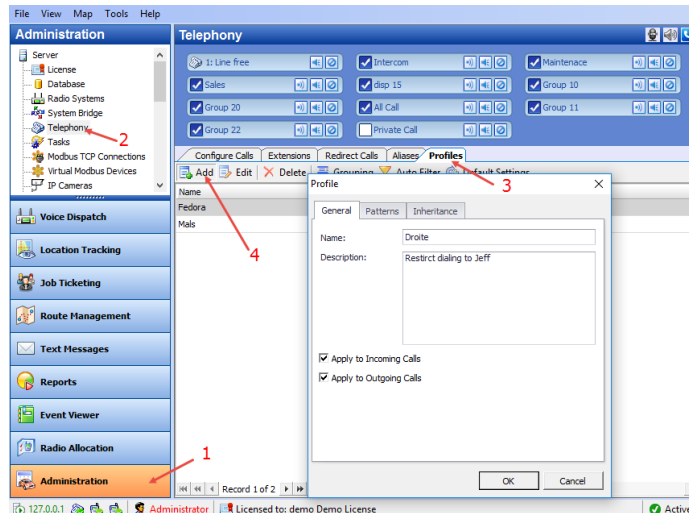 File View Map Tools Help
Administration
Server
License
Database
Radio Systems
System Bridge
Telephony
2
Tasks
Modbus TCP Connections
Virtual Modbus Devices
IP Cameras
Voice Dispatch
Location Tracking
Job Ticketing
Route Management
Text Messages
Reports
Event Viewer
Radio Allocation
1
Administration
Telephony
1: Line free
Intercom
Maintenace
Sales
disp 15
Group 10
Group 20
All Call
Group 11
Group 22
Private Call
Configure Calls Extensions Redirect Calls Aliases Profiles
3
Add Edit Delete Grouping Auto Filter Default Settings
Name
Fedora
Mals
4
Profile
General Patterns Inheritance
Name: Droite
Description: Restirct dialing to Jeff
Apply to Incoming Calls
Apply to Outgoing Calls
OK Cancel
Record 1 of 2
127.0.0.1 Administrator Licensed to: demo Demo License Active